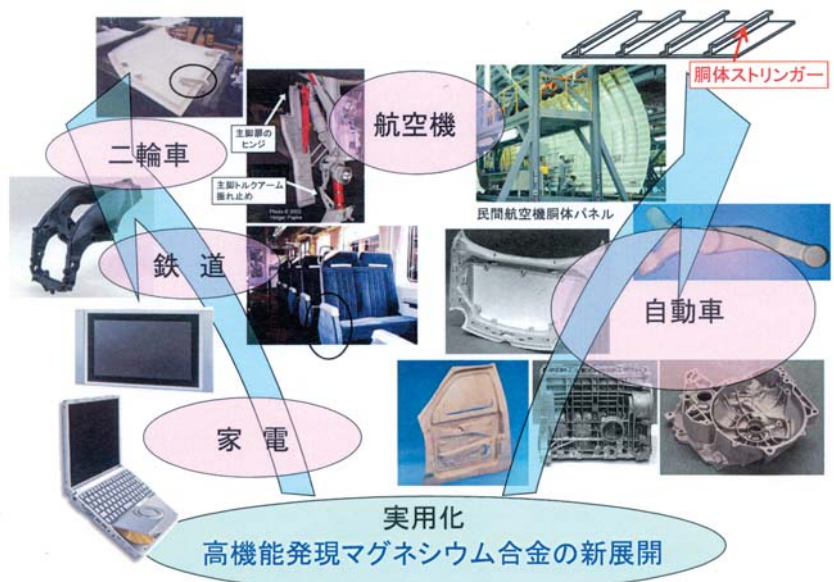 胴体ストリンガー
航空機
二輪車
主脚扉の
ヒンジ
主脚トルクアーム
振れ止め
Photo © 2002
民間航空機胴体パネル
鉄 道
自動車
家 電
実用化
高機能発現マグネシウム合金の新展開